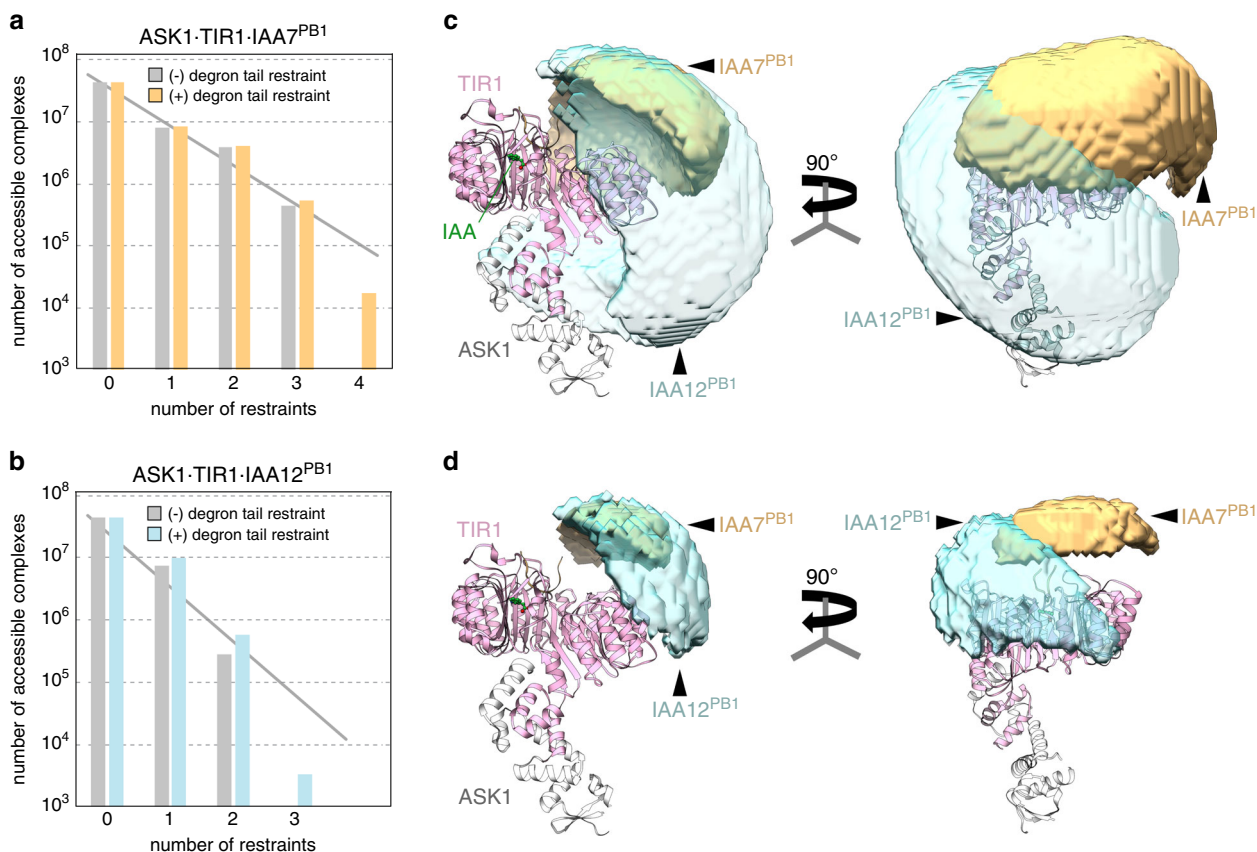 a
ASK1·TIR1·IAA7PB1
number of accessible complexes
10^8
10^7
10^6
10^5
10^4
10^3
(-) degron tail restraint
(+) degron tail restraint
0 1 2 3 4
number of restraints
b
ASK1·TIR1·IAA12PB1
number of accessible complexes
10^8
10^7
10^6
10^5
10^4
10^3
(-) degron tail restraint
(+) degron tail restraint
0 1 2 3
number of restraints
c
TIR1
IAA7PB1
IAA
ASK1
IAA12PB1
90°
IAA7PB1
IAA12PB1
d
TIR1
IAA7PB1
IAA12PB1
ASK1
90°
IAA12PB1
IAA7PB1